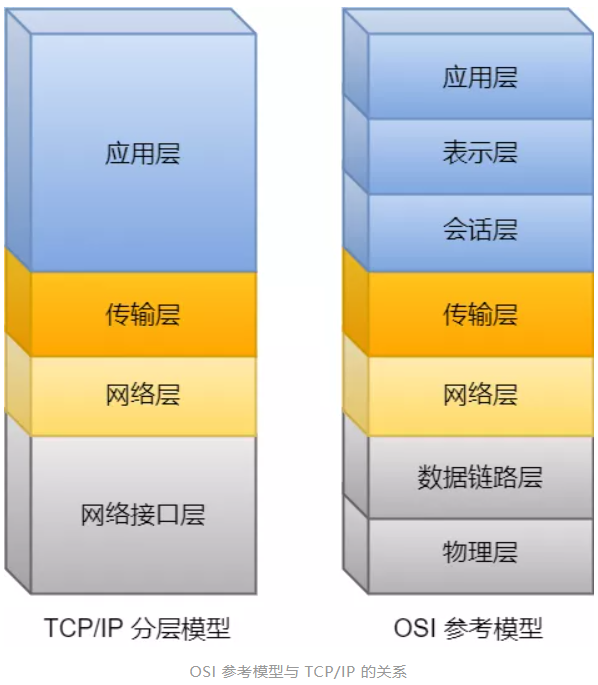 应用层
传输层
网络层
网络接口层
TCP/IP 分层模型
应用层
表示层
会话层
传输层
网络层
数据链路层
物理层
OSI 参考模型
OSI 参考模型与 TCP/IP 的关系